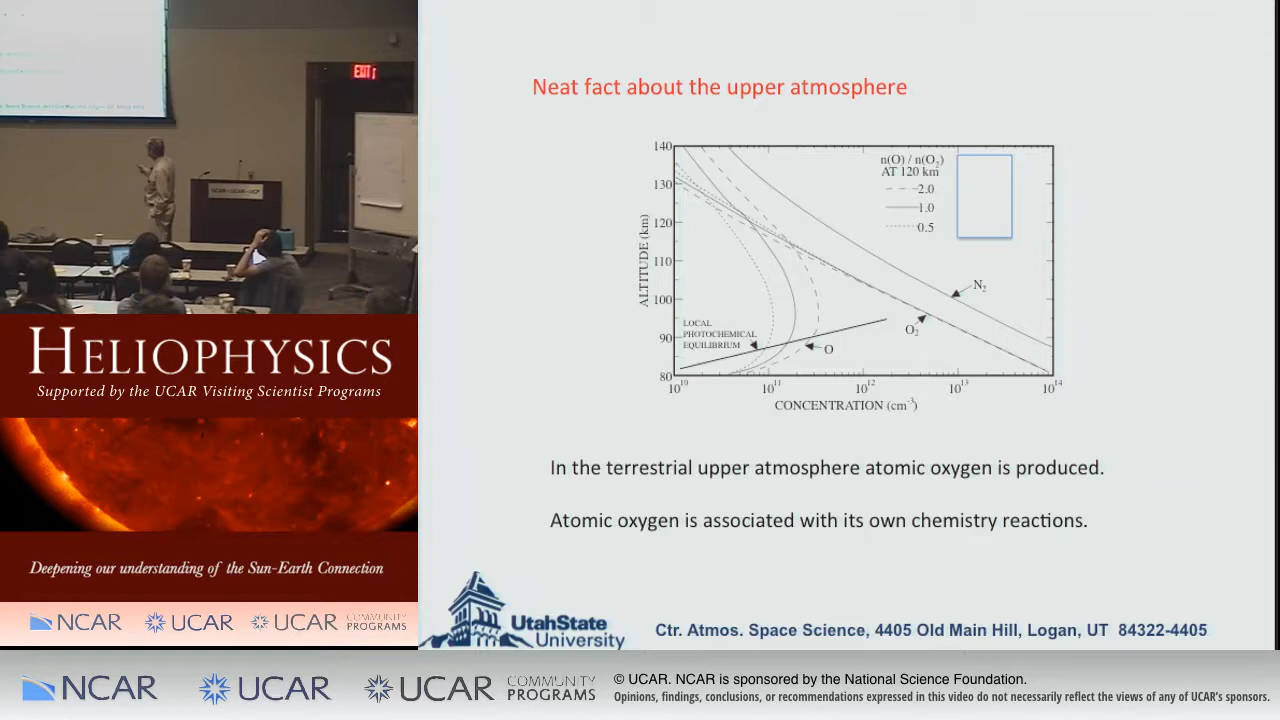 EXIT
UCAR • UCAR • UCP
HELIOPHYSICS
Supported by the UCAR Visiting Scientist Programs
Deepening our understanding of the Sun-Earth Connection
NCAR
UCAR
UCAR
COMMUNITY
PROGRAMS
Neat fact about the upper atmosphere
n(O) / n(O₂)
AT 120 km
2.0
1.0
0.5
140
130
120
110
100
90
80
ALTITUDE (km)
N₂
O₂
O
LOCAL
PHOTOCHEMICAL
EQUILIBRIUM
10¹⁰ 10¹¹ 10¹² 10¹³ 10¹⁴
CONCENTRATION (cm⁻³)
In the terrestrial upper atmosphere atomic oxygen is produced.
Atomic oxygen is associated with its own chemistry reactions.
UtahState
University
Ctr. Atmos. Space Science, 4405 Old Main Hill, Logan, UT 84322-4405
NCAR
UCAR
UCAR
COMMUNITY
PROGRAMS
© UCAR. NCAR is sponsored by the National Science Foundation.
Opinions, findings, conclusions, or recommendations expressed in this video do not necessarily reflect the views of any of UCAR's sponsors.